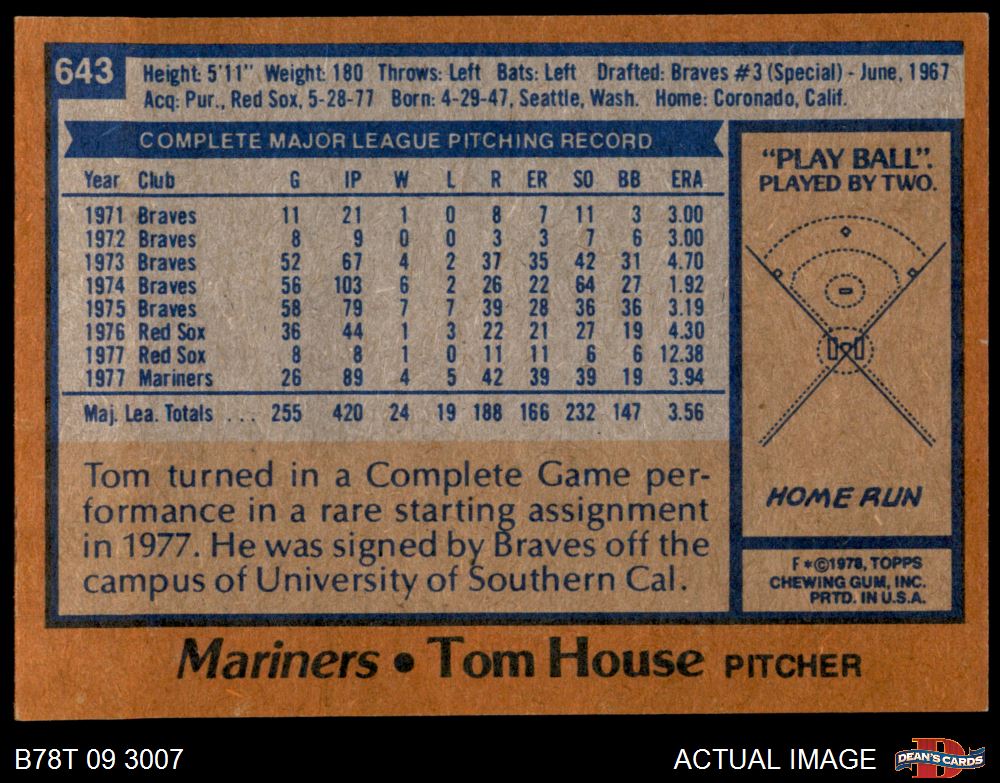 643
Height: 5'11" Weight: 180 Throws: Left Bats: Left Drafted: Braves #3 (Special) - June, 1967
Acq: Pur., Red Sox, 5-28-77 Born: 4-29-47, Seattle, Wash. Home: Coronado, Calif.
COMPLETE MAJOR LEAGUE PITCHING RECORD
Year Club G IP W L R ER SO BB ERA
1971 Braves 11 21 1 0 8 7 11 3 3.00
1972 Braves 8 9 0 0 3 3 7 6 3.00
1973 Braves 52 67 4 2 37 35 42 31 4.70
1974 Braves 56 103 6 2 26 22 64 27 1.92
1975 Braves 58 79 7 7 39 28 36 36 3.19
1976 Red Sox 36 44 1 3 22 21 27 19 4.30
1977 Red Sox 8 8 1 0 11 11 6 6 12.38
1977 Mariners 26 89 4 5 42 39 39 19 3.94
Maj. Lea. Totals ... 255 420 24 19 188 166 232 147 3.56
Tom turned in a Complete Game per-
formance in a rare starting assignment
in 1977. He was signed by Braves off the
campus of University of Southern Cal.
"PLAY BALL".
PLAYED BY TWO.
HOME RUN
F*©1978, TOPPS
CHEWING GUM, INC.
PRTD. IN U.S.A.
Mariners • Tom House PITCHER
B78T 09 3007
ACTUAL IMAGE
D
DEAN'S CARDS